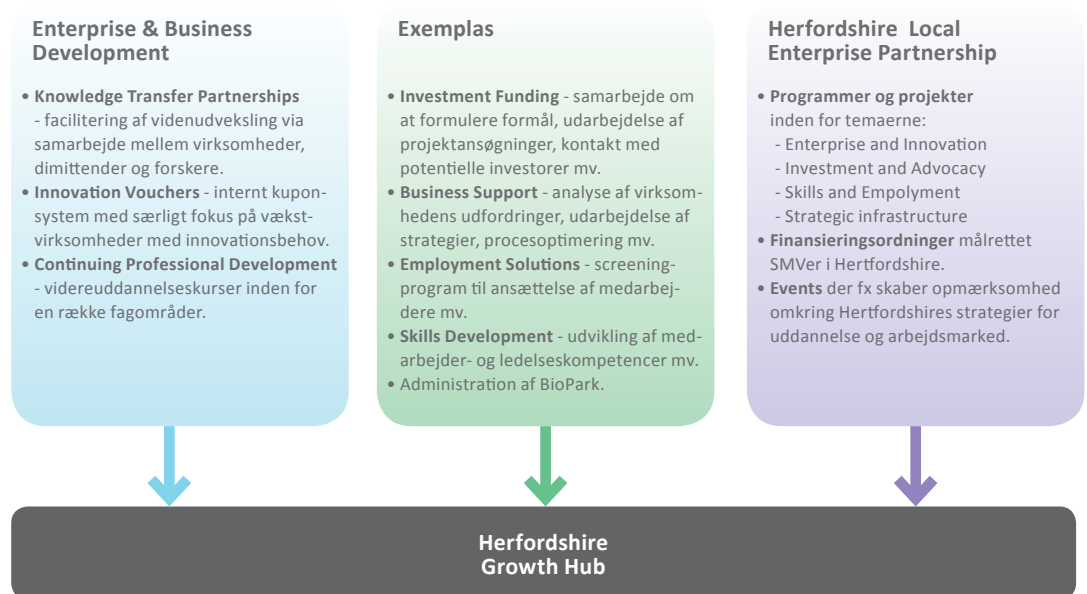 Enterprise & Business
Development
• Knowledge Transfer Partnerships
- facilitering af videnudveksling via
samarbejde mellem virksomheder,
dimittender og forskere.
• Innovation Vouchers - internt kupon-
system med særligt fokus på vækst-
virksomheder med innovationsbehov.
• Continuing Professional Development
- videreuddannelseskurser inden for
en række fagområder.
Exemplas
• Investment Funding - samarbejde om
at formulere formål, udarbejdelse af
projektansøgninger, kontakt med
potentielle investorer mv.
• Business Support - analyse af virksom-
hedens udfordringer, udarbejdelse af
strategier, procesoptimering mv.
• Employment Solutions - screening-
program til ansættelse af medarbej-
dere mv.
• Skills Development - udvikling af med-
arbejder- og ledelseskompetencer mv.
• Administration af BioPark.
Herfordshire Local
Enterprise Partnership
• Programmer og projekter
inden for temaerne:
- Enterprise and Innovation
- Investment and Advocacy
- Skills and Empolyment
- Strategic infrastructure
• Finansieringsordninger målrettet
SMVer i Hertfordshire.
• Events der fx skaber opmærksomhed
omkring Hertfordshires strategier for
uddannelse og arbejdsmarked.
Herfordshire
Growth Hub